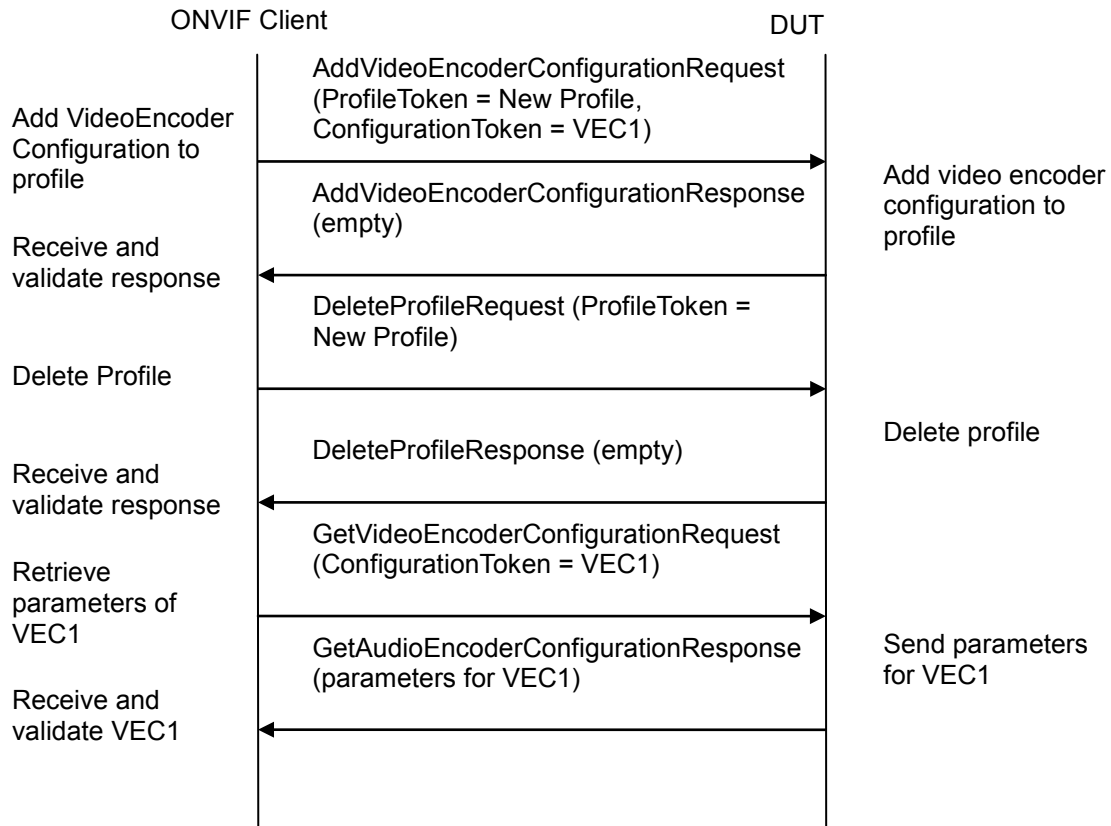 ONVIF Client
DUT
AddVideoEncoderConfigurationRequest
(ProfileToken = New Profile,
ConfigurationToken = VEC1)
Add VideoEncoder
Configuration to
profile
AddVideoEncoderConfigurationResponse
(empty)
Add video encoder
configuration to
profile
Receive and
validate response
DeleteProfileRequest (ProfileToken =
New Profile)
Delete Profile
Delete profile
DeleteProfileResponse (empty)
Receive and
validate response
GetVideoEncoderConfigurationRequest
(ConfigurationToken = VEC1)
Retrieve
parameters of
VEC1
GetAudioEncoderConfigurationResponse
(parameters for VEC1)
Send parameters
for VEC1
Receive and
validate VEC1